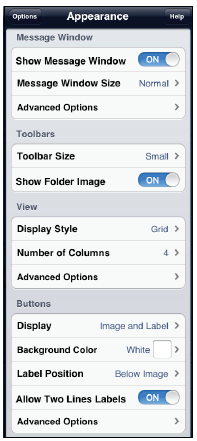 Options Appearance Help
Message Window
Show Message Window ON
Message Window Size Normal
Advanced Options
Toolbars
Toolbar Size Small
Show Folder Image ON
View
Display Style Grid
Number of Columns 4
Advanced Options
Buttons
Display Image and Label
Background Color White
Label Position Below Image
Allow Two Lines Labels ON
Advanced Options